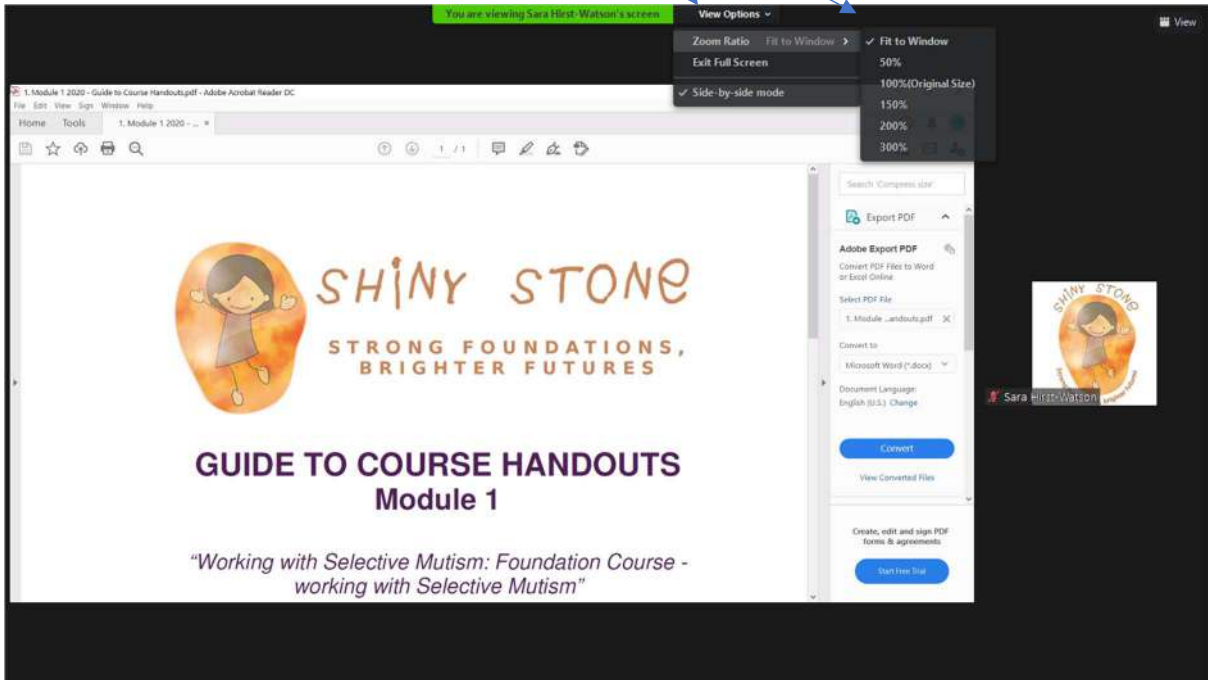 You are viewing Sara Hirst-Watson's screen
View Options
View
Zoom Ratio Fit to Window
Exit Full Screen
Side-by-side mode
Fit to Window
50%
100%(Original Size)
150%
200%
300%
1. Module 1 2020 - Guide to Course Handouts.pdf - Adobe Acrobat Reader DC
File Edit View Sign Window Help
Home Tools 1. Module 1 2020 - ... ×
1 / 1
SHINY STONE
STRONG FOUNDATIONS,
BRIGHTER FUTURES
GUIDE TO COURSE HANDOUTS
Module 1
“Working with Selective Mutism: Foundation Course -
working with Selective Mutism”
Search 'Compress size'
Export PDF
Adobe Export PDF
Convert PDF Files to Word
or Excel Online
Select PDF File
1. Module ...andouts.pdf
Convert to
Microsoft Word (*.docx)
Document Language:
English (U.S.) Change
Convert
View Converted Files
Create, edit and sign PDF
forms & agreements
Start Free Trial
SHINY STONE
Brighter Futures
Sara Hirst-Watson